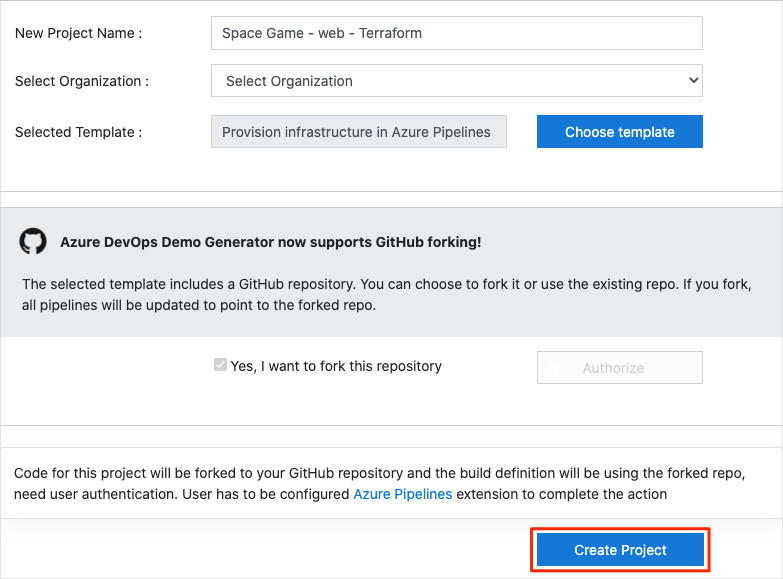 New Project Name :
Space Game - web - Terraform
Select Organization :
Select Organization
Selected Template :
Provision infrastructure in Azure Pipelines
Choose template
Azure DevOps Demo Generator now supports GitHub forking!
The selected template includes a GitHub repository. You can choose to fork it or use the existing repo. If you fork,
all pipelines will be updated to point to the forked repo.
Yes, I want to fork this repository
Authorize
Code for this project will be forked to your GitHub repository and the build definition will be using the forked repo,
need user authentication. User has to be configured Azure Pipelines extension to complete the action
Create Project